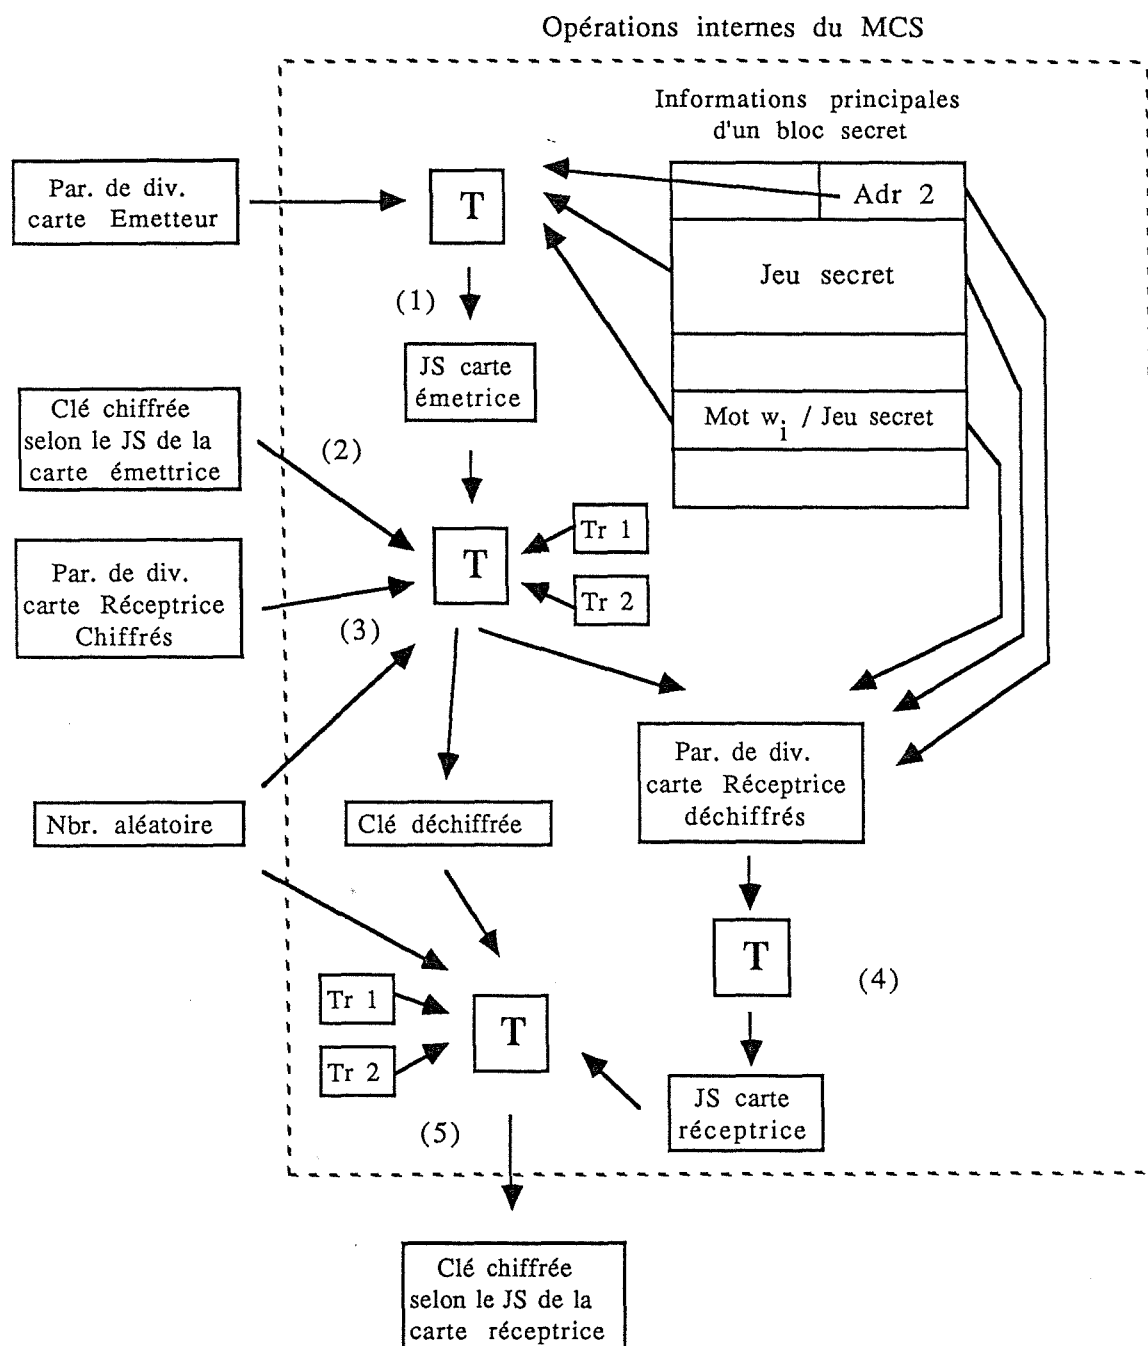 Opérations internes du MCS
Informations principales
d'un bloc secret
Par. de div.
carte Emetteur
T
Adr 2
Jeu secret
(1)
JS carte
émetrice
Mot wi / Jeu secret
Clé chiffrée
selon le JS de la
carte émettrice
(2)
T
Tr 1
Tr 2
Par. de div.
carte Réceptrice
Chiffrés
(3)
Par. de div.
carte Réceptrice
déchiffrés
Nbr. aléatoire
Clé déchiffrée
T
(4)
Tr 1
Tr 2
T
JS carte
réceptrice
(5)
Clé chiffrée
selon le JS de la
carte réceptrice